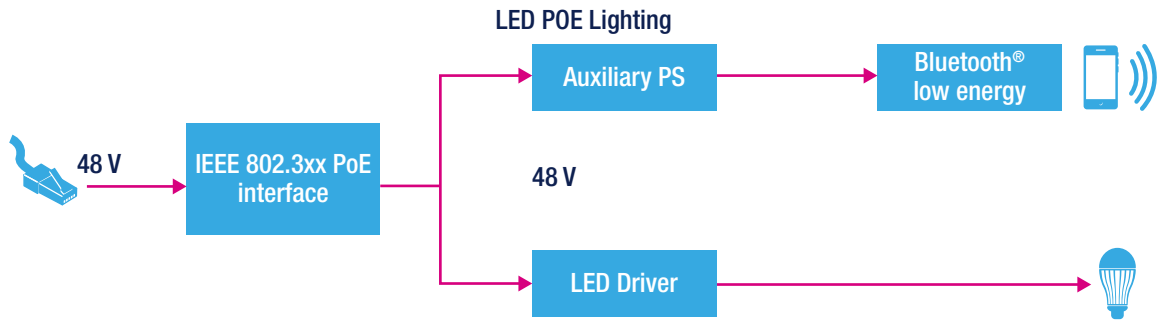 LED POE Lighting
Auxiliary PS
Bluetooth®
low energy
48 V
IEEE 802.3xx PoE
interface
48 V
LED Driver